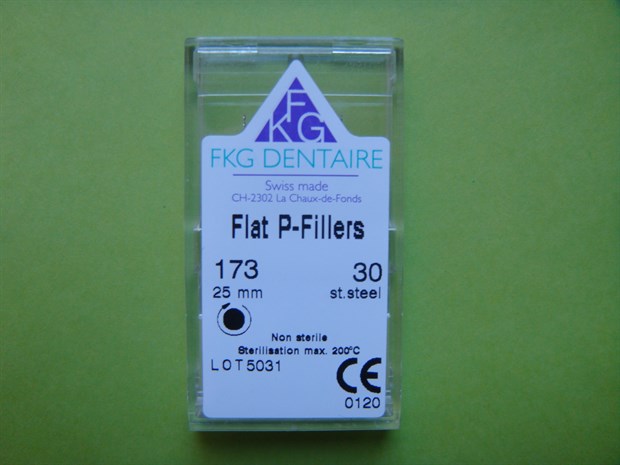 F
KG
FKG DENTAIRE
Swiss made
CH-2302 La Chaux-de-Fonds
Flat P-Fillers
173 30
25 mm st.steel
Non sterile
Sterilisation max. 200°C
LOT5031
CE
0120